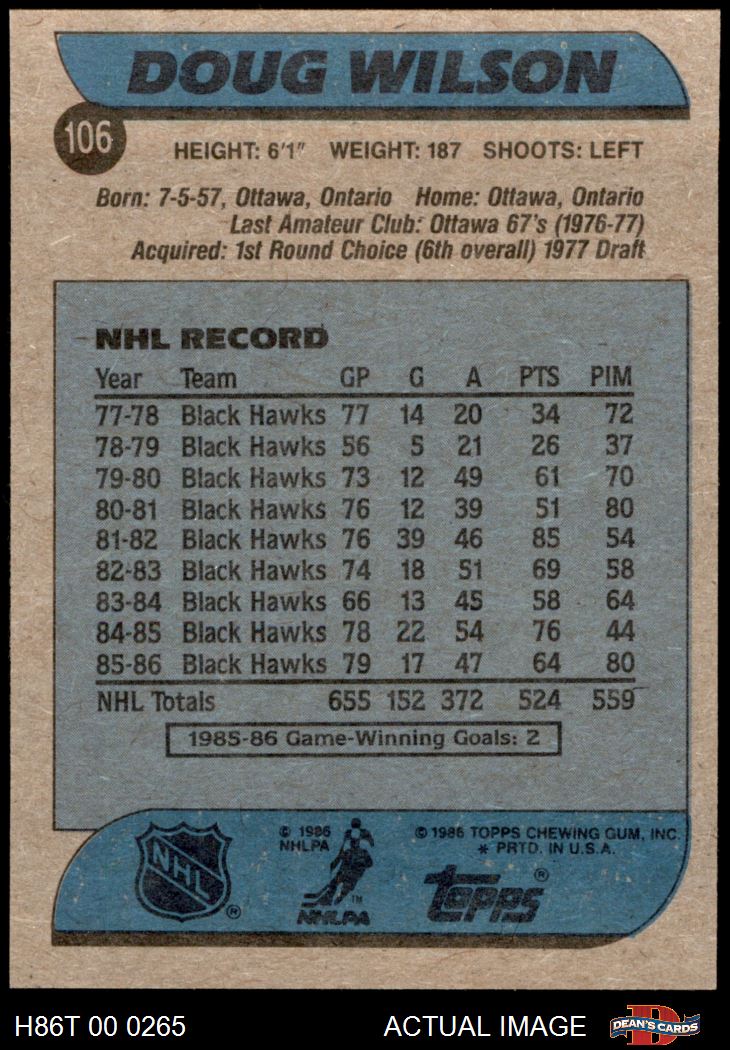 DOUG WILSON
106
HEIGHT: 6'1" WEIGHT: 187 SHOOTS: LEFT
Born: 7-5-57, Ottawa, Ontario Home: Ottawa, Ontario
Last Amateur Club: Ottawa 67's (1976-77)
Acquired: 1st Round Choice (6th overall) 1977 Draft
NHL RECORD
Year Team GP G A PTS PIM
77-78 Black Hawks 77 14 20 34 72
78-79 Black Hawks 56 5 21 26 37
79-80 Black Hawks 73 12 49 61 70
80-81 Black Hawks 76 12 39 51 80
81-82 Black Hawks 76 39 46 85 54
82-83 Black Hawks 74 18 51 69 58
83-84 Black Hawks 66 13 45 58 64
84-85 Black Hawks 78 22 54 76 44
85-86 Black Hawks 79 17 47 64 80
NHL Totals 655 152 372 524 559
1985-86 Game-Winning Goals: 2
NHL ®
© 1986
NHLPA
TM
NHLPA
© 1986 TOPPS CHEWING GUM, INC.
* PRTD. IN U.S.A.
topps ®
H86T 00 0265 ACTUAL IMAGE
D
DEAN'S CARDS